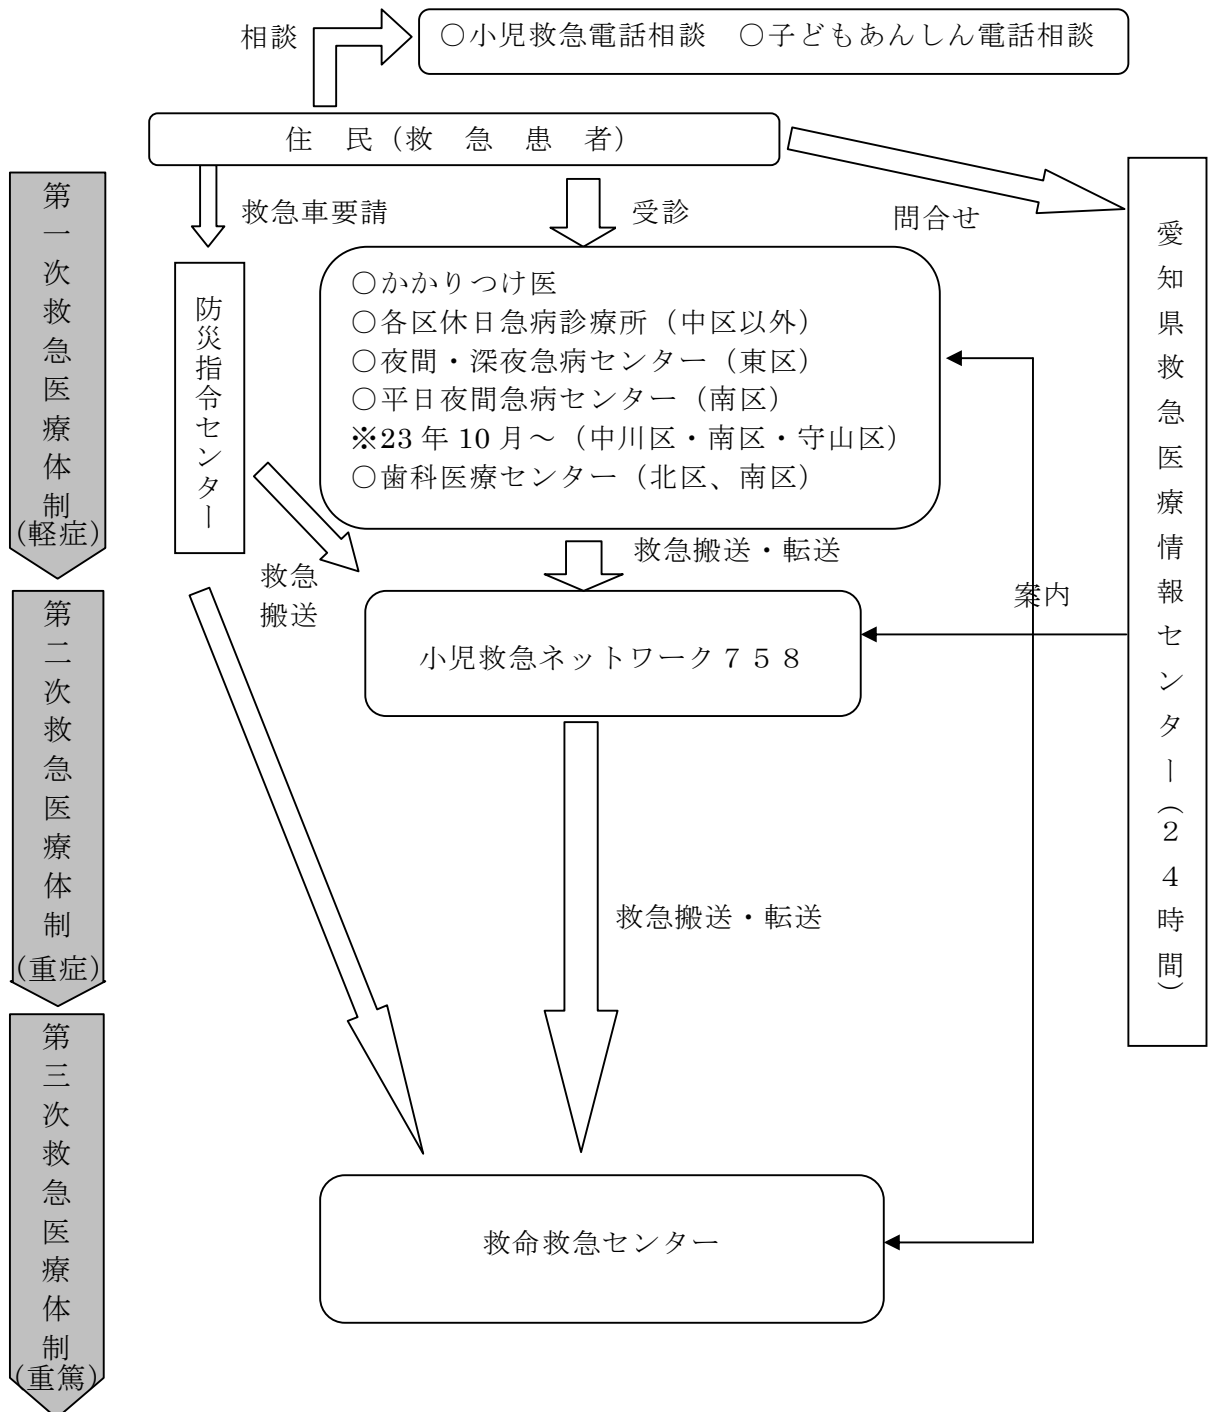 相談
○小児救急電話相談　○子どもあんしん電話相談
住　民（救　急　患　者）
救急車要請
受診
問合せ
第一次救急医療体制
(軽症)
防災指令センター
○かかりつけ医
○各区休日急病診療所（中区以外）
○夜間・深夜急病センター（東区）
○平日夜間急病センター（南区）
※23 年 10 月～（中川区・南区・守山区）
○歯科医療センター（北区、南区）
愛知県救急医療情報センター（２４時間）
救急
搬送
救急搬送・転送
案内
第二次救急医療体制
(重症)
小児救急ネットワーク７５８
救急搬送・転送
第三次救急医療体制
(重篤)
救命救急センター